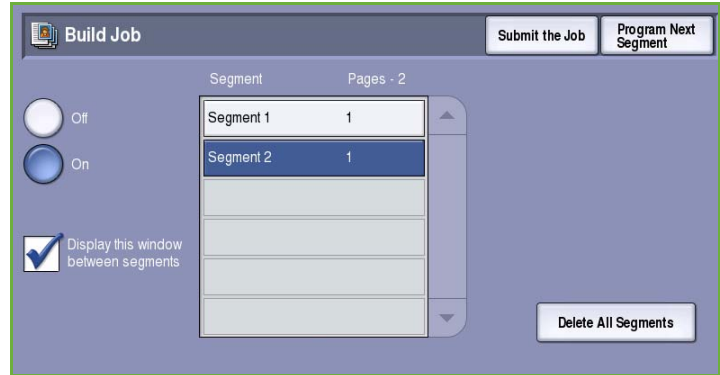 Build Job
Submit the Job
Program Next
Segment
Segment Pages - 2
Off
Segment 1 1
On
Segment 2 1
Display this window
between segments
Delete All Segments